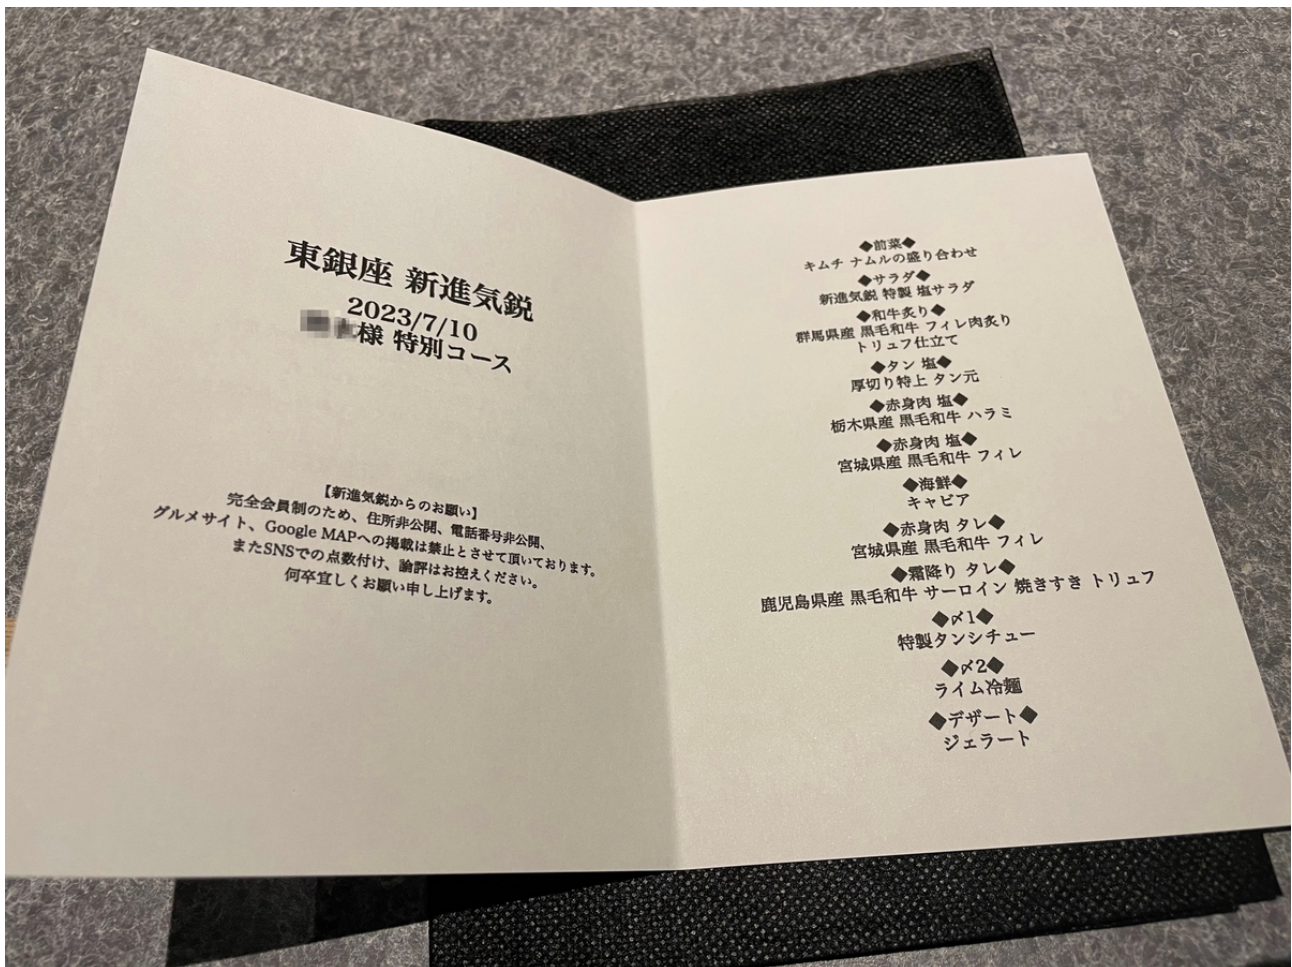 東銀座 新進気鋭
2023/7/10
様 特別コース
【新進気鋭からのお願い】
完全会員制のため、住所非公開、電話番号非公開、
グルメサイト、Google MAPへの掲載は禁止とさせて頂いております。
またSNSでの点数付け、論評はお控えください。
何卒宜しくお願い申し上げます。
◆前菜◆
キムチ ナムルの盛り合わせ
◆サラダ◆
新進気鋭 特製 塩サラダ
◆和牛炙り◆
群馬県産 黒毛和牛 フィレ肉炙り
トリュフ仕立て
◆タン 塩◆
厚切り特上 タン元
◆赤身肉 塩◆
栃木県産 黒毛和牛 ハラミ
◆赤身肉 塩◆
宮城県産 黒毛和牛 フィレ
◆海鮮◆
キャビア
◆赤身肉 タレ◆
宮城県産 黒毛和牛 フィレ
◆霜降り タレ◆
鹿児島県産 黒毛和牛 サーロイン 焼きすき トリュフ
◆〆1◆
特製タンシチュー
◆〆2◆
ライム冷麺
◆デザート◆
ジェラート